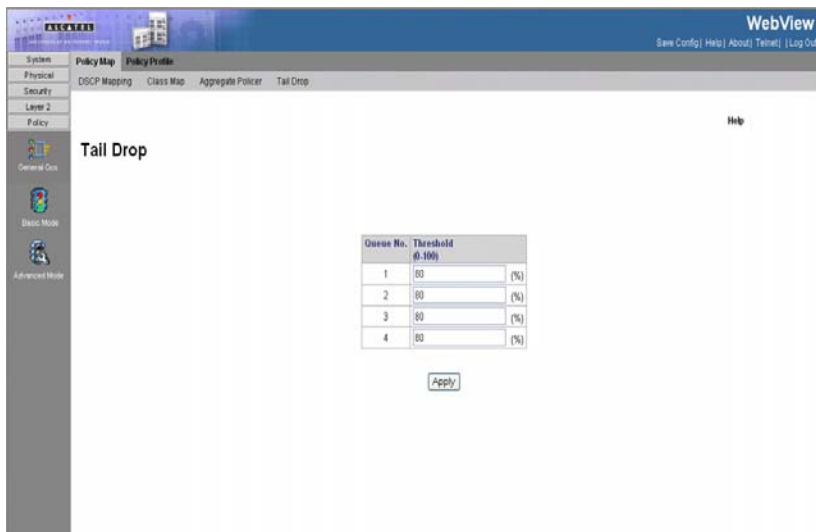 ALCATEL
WebView
Save Config| Help| About| Telnet| |Log Out
System
Physical
Security
Layer 2
Policy
General Qos
Basic Mode
Advanced Mode
Policy Map Policy Profile
DSCP Mapping Class Map Aggregate Policer Tail Drop
Help
Tail Drop
Queue No. Threshold
(0-100)
1 80 (%)
2 80 (%)
3 80 (%)
4 80 (%)
Apply